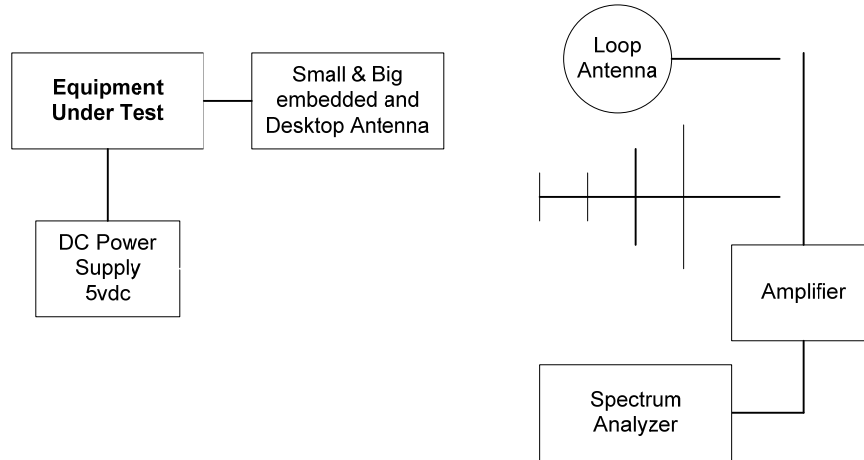 Equipment
Under Test
Small & Big
embedded and
Desktop Antenna
DC Power
Supply
5vdc
Loop
Antenna
Amplifier
Spectrum
Analyzer